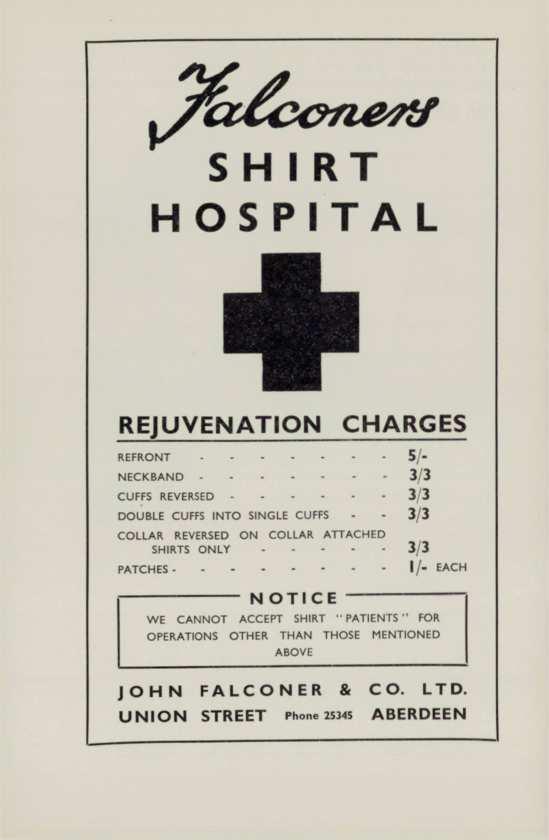 Falconers
SHIRT
HOSPITAL
REJUVENATION CHARGES
REFRONT - - - - - - - 5/-
NECKBAND - - - - - - - 3/3
CUFFS REVERSED - - - - - - 3/3
DOUBLE CUFFS INTO SINGLE CUFFS - - 3/3
COLLAR REVERSED ON COLLAR ATTACHED
SHIRTS ONLY - - - - - 3/3
PATCHES - - - - - - - - 1/- EACH
NOTICE
WE CANNOT ACCEPT SHIRT "PATIENTS" FOR
OPERATIONS OTHER THAN THOSE MENTIONED
ABOVE
JOHN FALCONER & CO. LTD.
UNION STREET Phone 25345 ABERDEEN